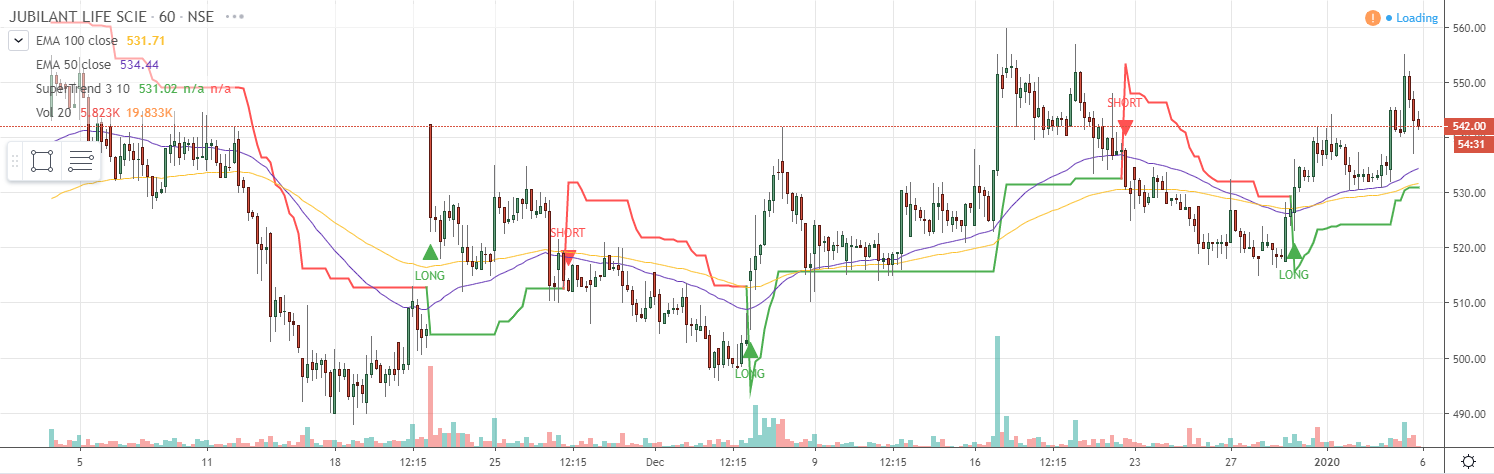 JUBILANT LIFE SCIE · 60 · NSE
Loading
EMA 100 close 531.71
EMA 50 close 534.44
SuperTrend 3 10 531.02 n/a n/a
Vol 20 5.823K 19.833K
SHORT
LONG
SHORT
LONG
LONG
560.00
550.00
542.00
54:31
530.00
520.00
510.00
500.00
490.00
5 11 18 12:15 25 12:15 Dec 12:15 9 16 12:15 23 27 2020 6